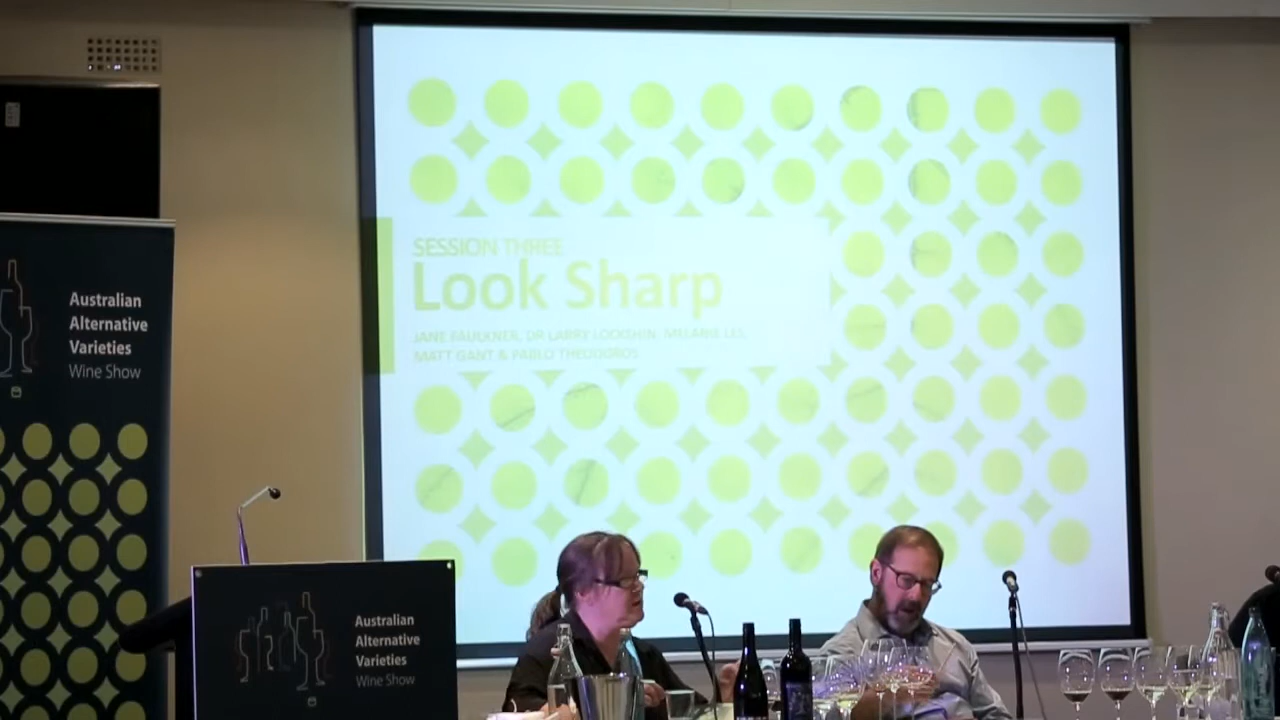 SESSION THREE
Look Sharp
JANE FAULKNER, DR LARRY LOCKSHIN, MELANIE LEE,
MATT GANT & PABLO THEODOROS
Australian
Alternative
Varieties
Wine Show
Australian
Alternative
Varieties
Wine Show